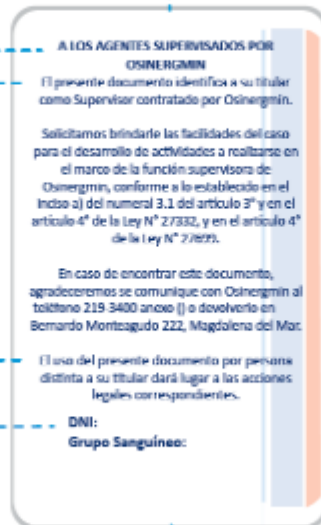 A LOS AGENTES SUPERVISADOS POR
OSINERGMIN
El presente documento identifica a su titular
como Supervisor contratado por Osinergmin.
Solicitamos brindarle las facilidades del caso
para el desarrollo de actividades a realizarse en
el marco de la función supervisora de
Osinergmin, conforme a lo establecido en el
inciso a) del numeral 3.1 del artículo 3° y en el
artículo 4° de la Ley N° 27332, y en el artículo 4°
de la Ley N° 27699.
En caso de encontrar este documento,
agradeceremos se comunique con Osinergmin al
teléfono 219-3400 anexo () o devolverlo en
Bernardo Monteagudo 222, Magdalena del Mar.
El uso del presente documento por persona
distinta a su titular dará lugar a las acciones
legales correspondientes.
DNI:
Grupo Sanguíneo: